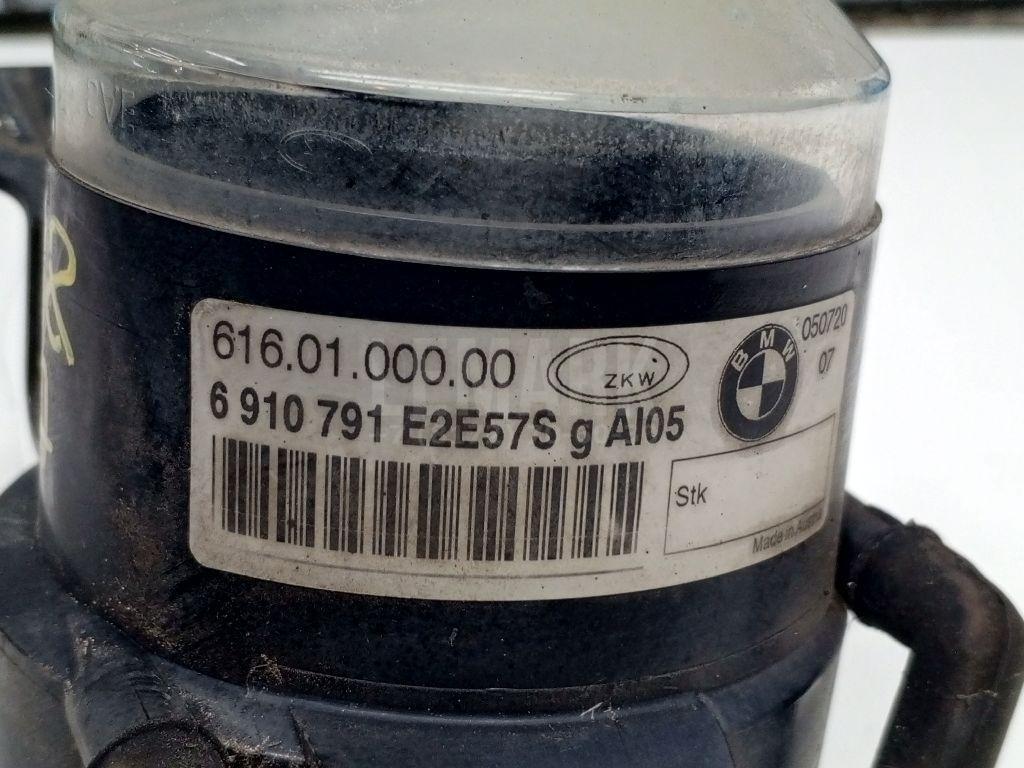 616.01.000.00
ZKW
BMW
050720
07
6 910 791 E2E57S g AI05
Stk
Made in Austria